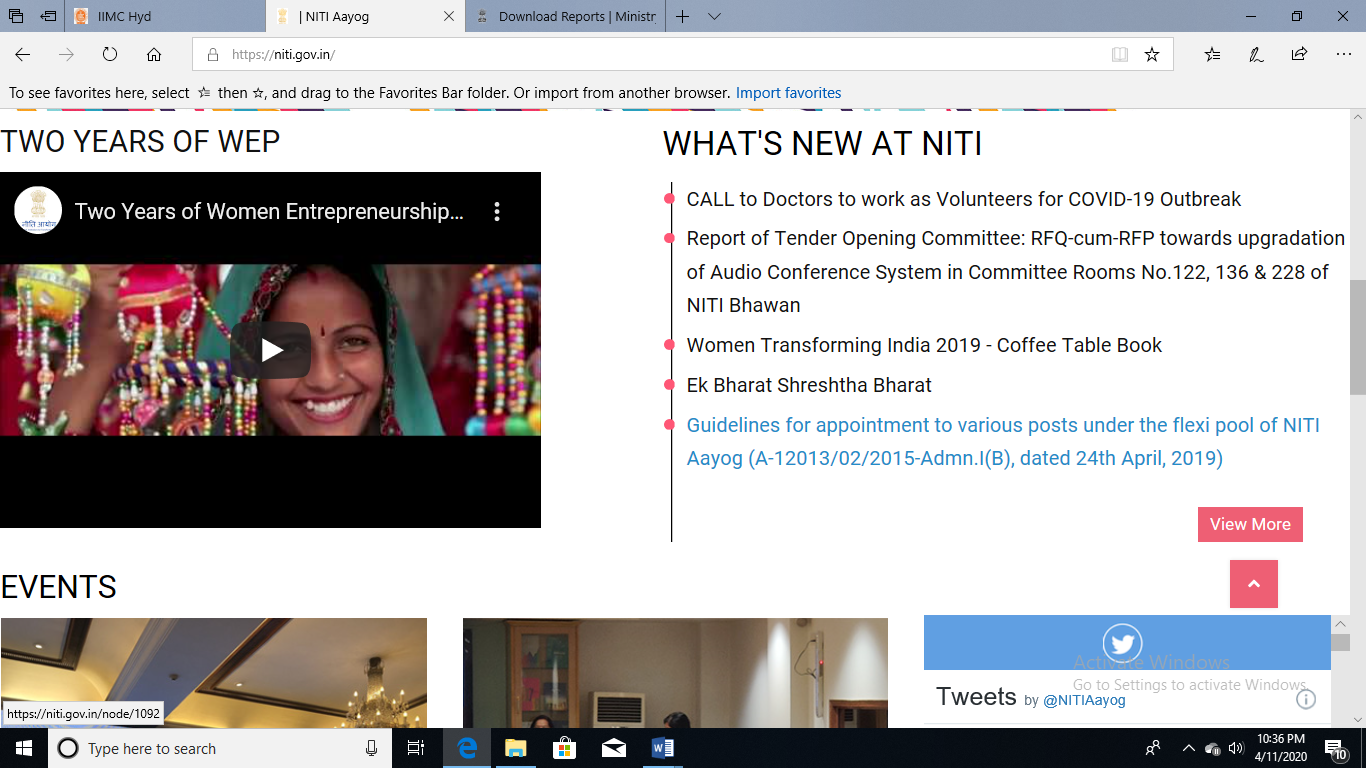 IIMC Hyd
| NITI Aayog
Download Reports | Ministr
https://niti.gov.in/
To see favorites here, select then , and drag to the Favorites Bar folder. Or import from another browser. Import favorites
TWO YEARS OF WEP
नीति आयोग
Two Years of Women Entrepreneurship...
WHAT'S NEW AT NITI
CALL to Doctors to work as Volunteers for COVID-19 Outbreak
Report of Tender Opening Committee: RFQ-cum-RFP towards upgradation
of Audio Conference System in Committee Rooms No.122, 136 & 228 of
NITI Bhawan
Women Transforming India 2019 - Coffee Table Book
Ek Bharat Shreshtha Bharat
Guidelines for appointment to various posts under the flexi pool of NITI
Aayog (A-12013/02/2015-Admn.I(B), dated 24th April, 2019)
View More
EVENTS
Activate Windows
Go to Settings to activate Windows.
Tweets by @NITIAayog
https://niti.gov.in/node/1092
Type here to search
10:36 PM
4/11/2020
10